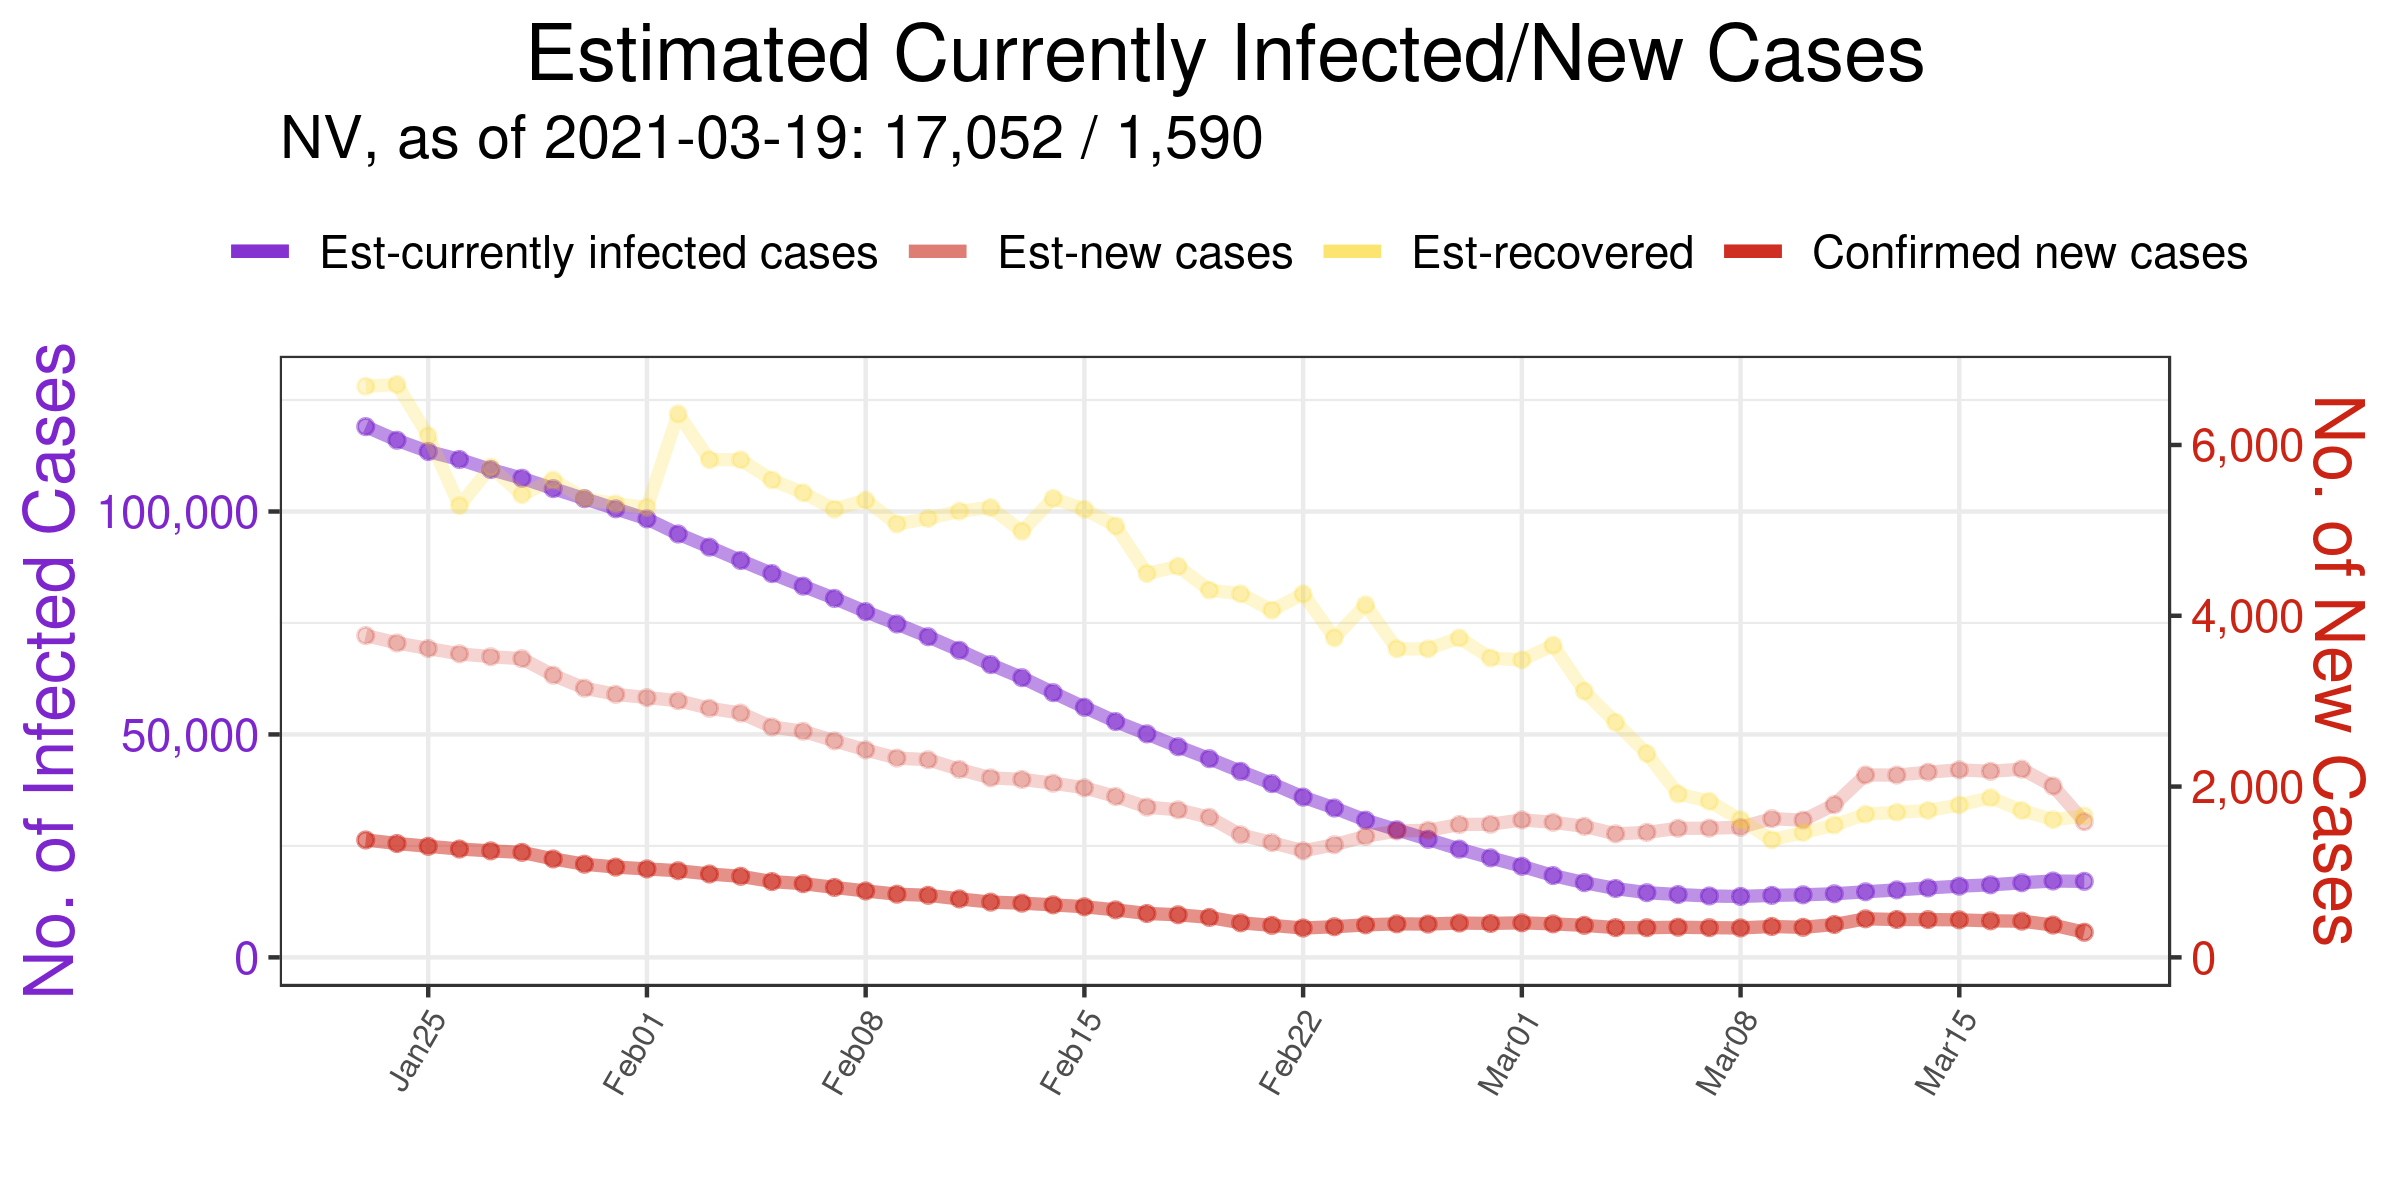 Estimated Currently Infected/New Cases
NV, as of 2021-03-19: 17,052 / 1,590
Est-currently infected cases Est-new cases Est-recovered Confirmed new cases
No. of Infected Cases
100,000
50,000
0
6,000
4,000
2,000
0
No. of New Cases
Jan25 Feb01 Feb08 Feb15 Feb22 Mar01 Mar08 Mar15